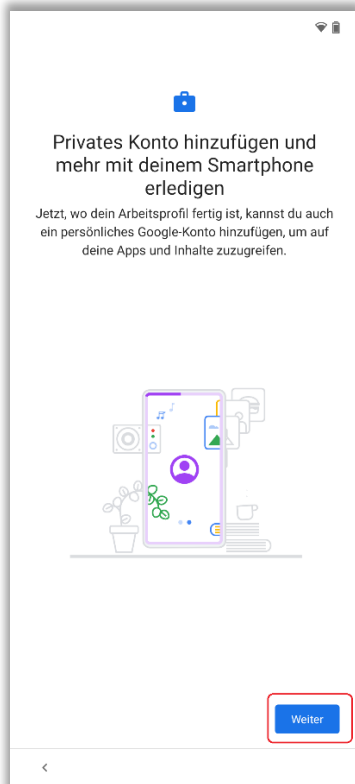 Privates Konto hinzufügen und
mehr mit deinem Smartphone
erledigen
Jetzt, wo dein Arbeitsprofil fertig ist, kannst du auch
ein persönliches Google-Konto hinzufügen, um auf
deine Apps und Inhalte zuzugreifen.
Weiter